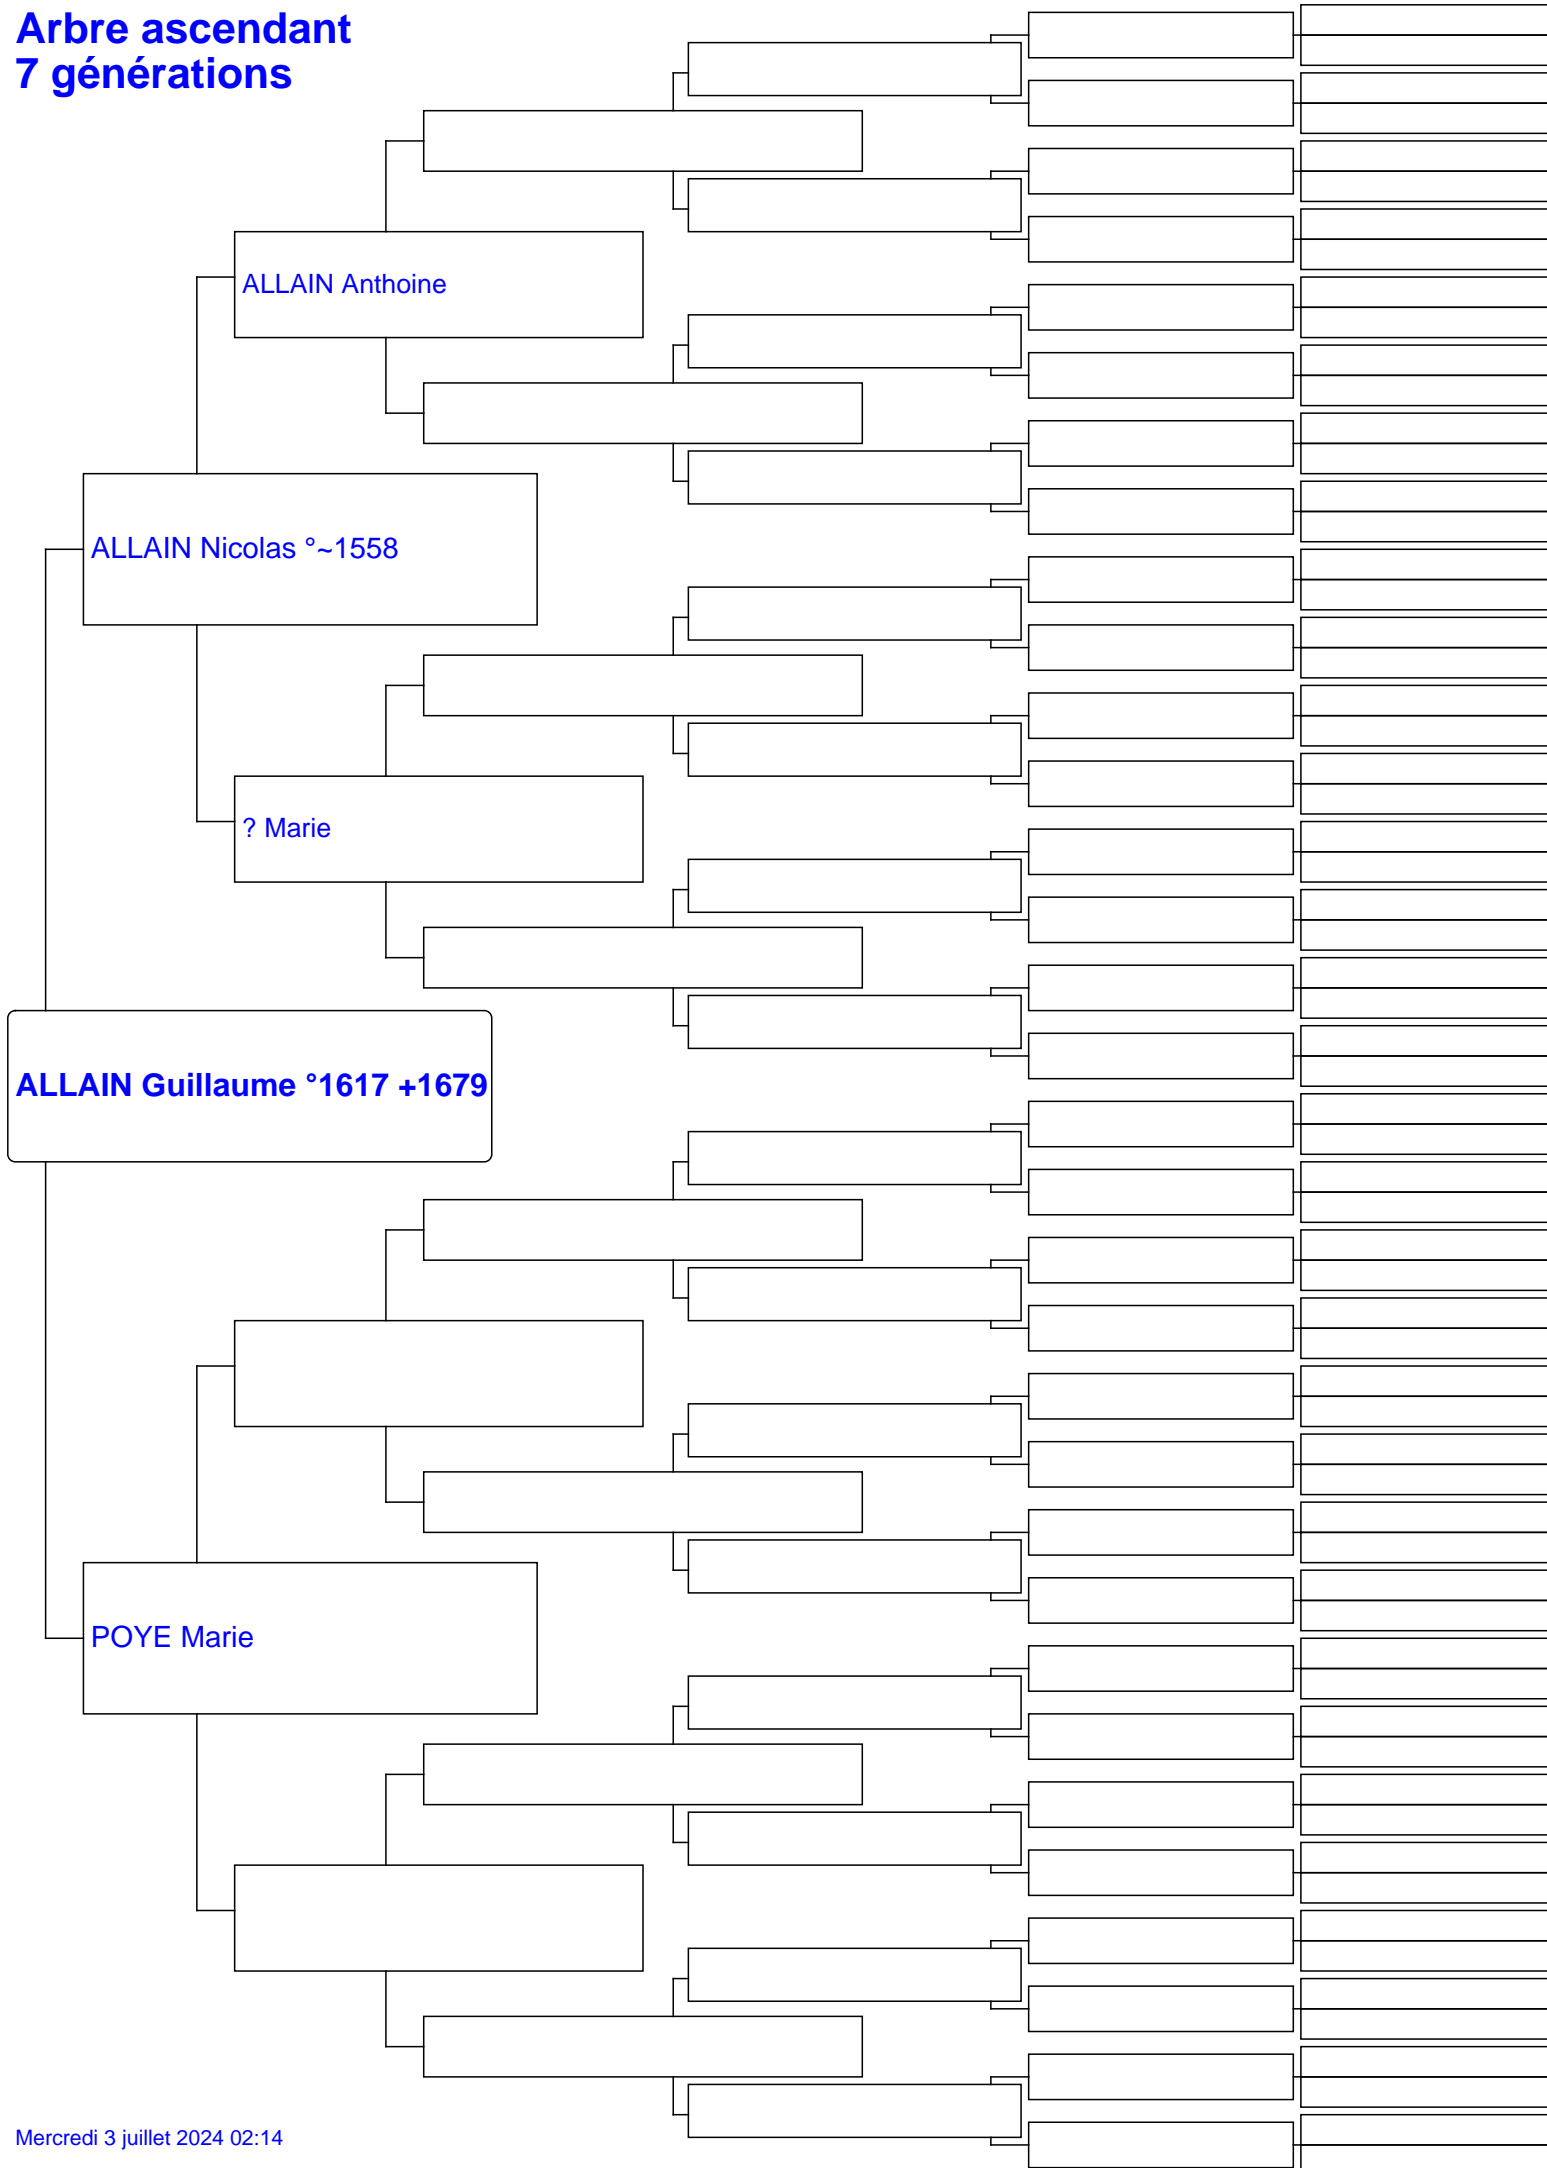 Arbre ascendant
7 générations
ALLAIN Anthoine
ALLAIN Nicolas °~1558
? Marie
ALLAIN Guillaume °1617 +1679
POYE Marie
Mercredi 3 juillet 2024 02:14